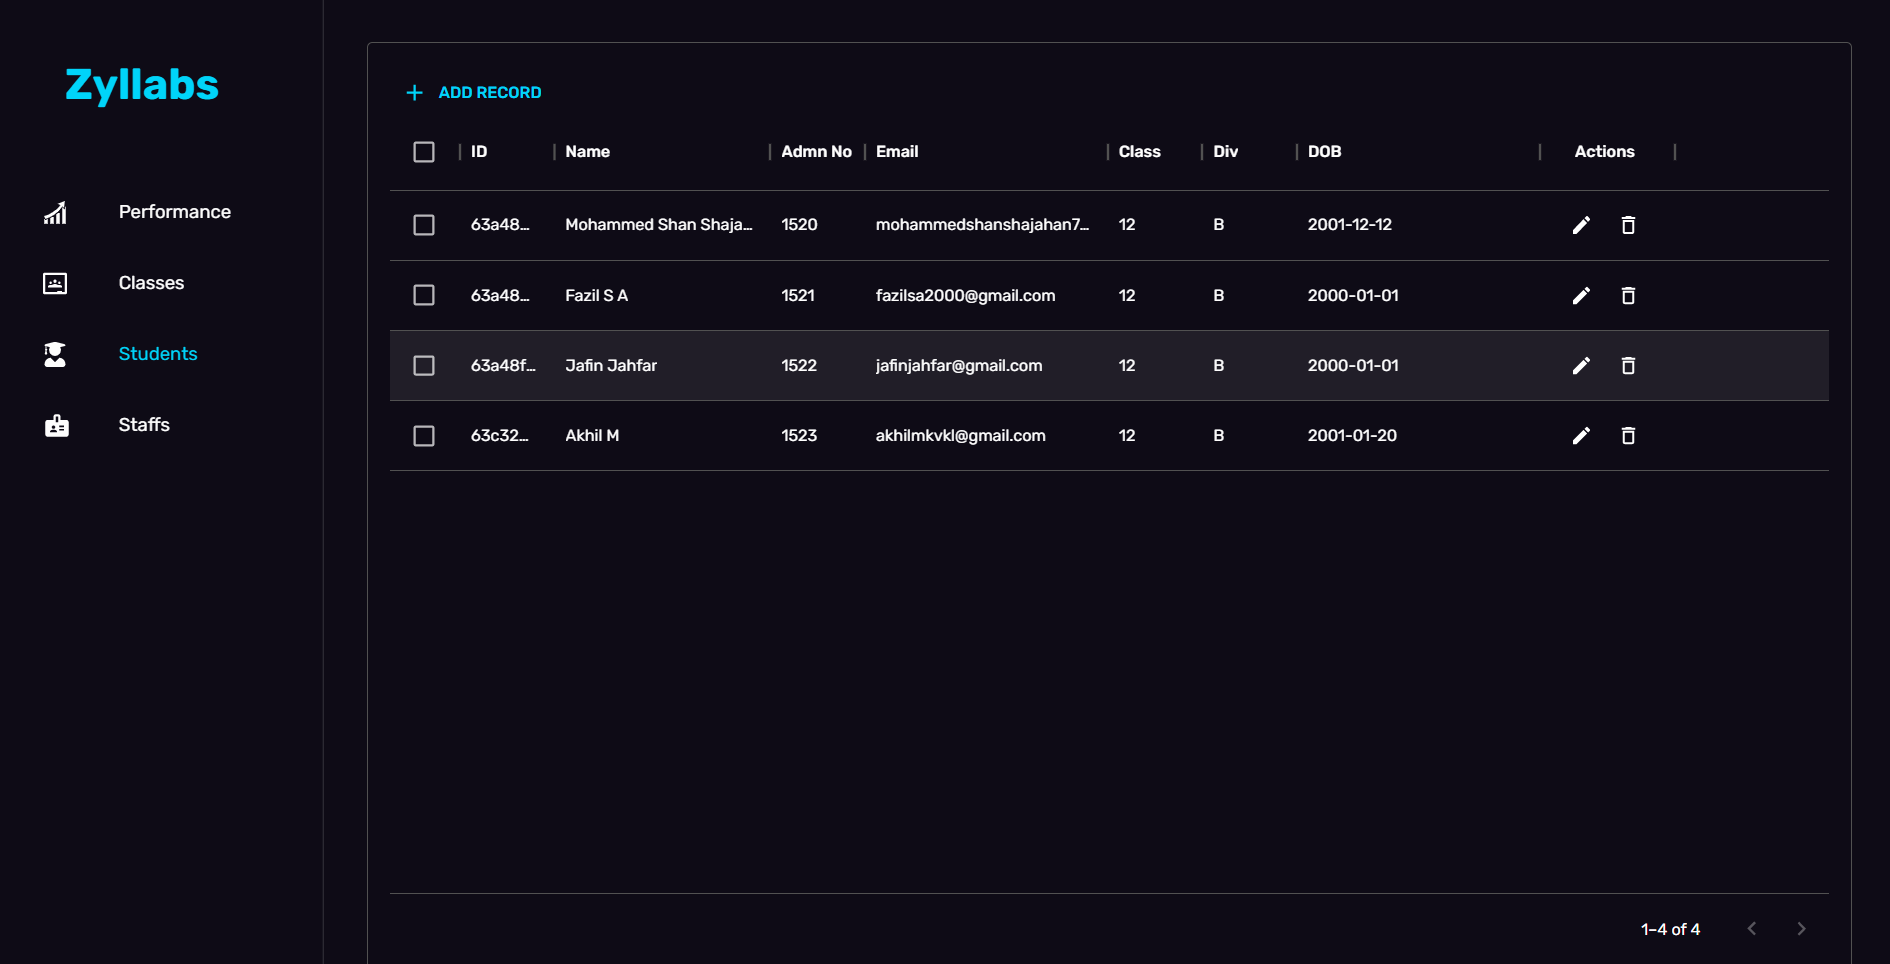 Zyllabs
Performance
Classes
Students
Staffs
ADD RECORD
ID Name Admn No Email Class Div DOB Actions
63a48... Mohammed Shan Shaja... 1520 mohammedshanshajahan7... 12 B 2001-12-12
63a48... Fazil S A 1521 fazilsa2000@gmail.com 12 B 2000-01-01
63a48f... Jafin Jahfar 1522 jafinjahfar@gmail.com 12 B 2000-01-01
63c32... Akhil M 1523 akhilmkvkl@gmail.com 12 B 2001-01-20
1–4 of 4